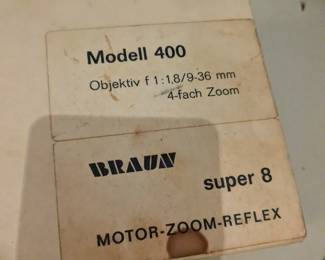 Modell 400
Objektiv f 1:1,8/9-36 mm
4-fach Zoom
BRAUN
super 8
MOTOR-ZOOM-REFLEX